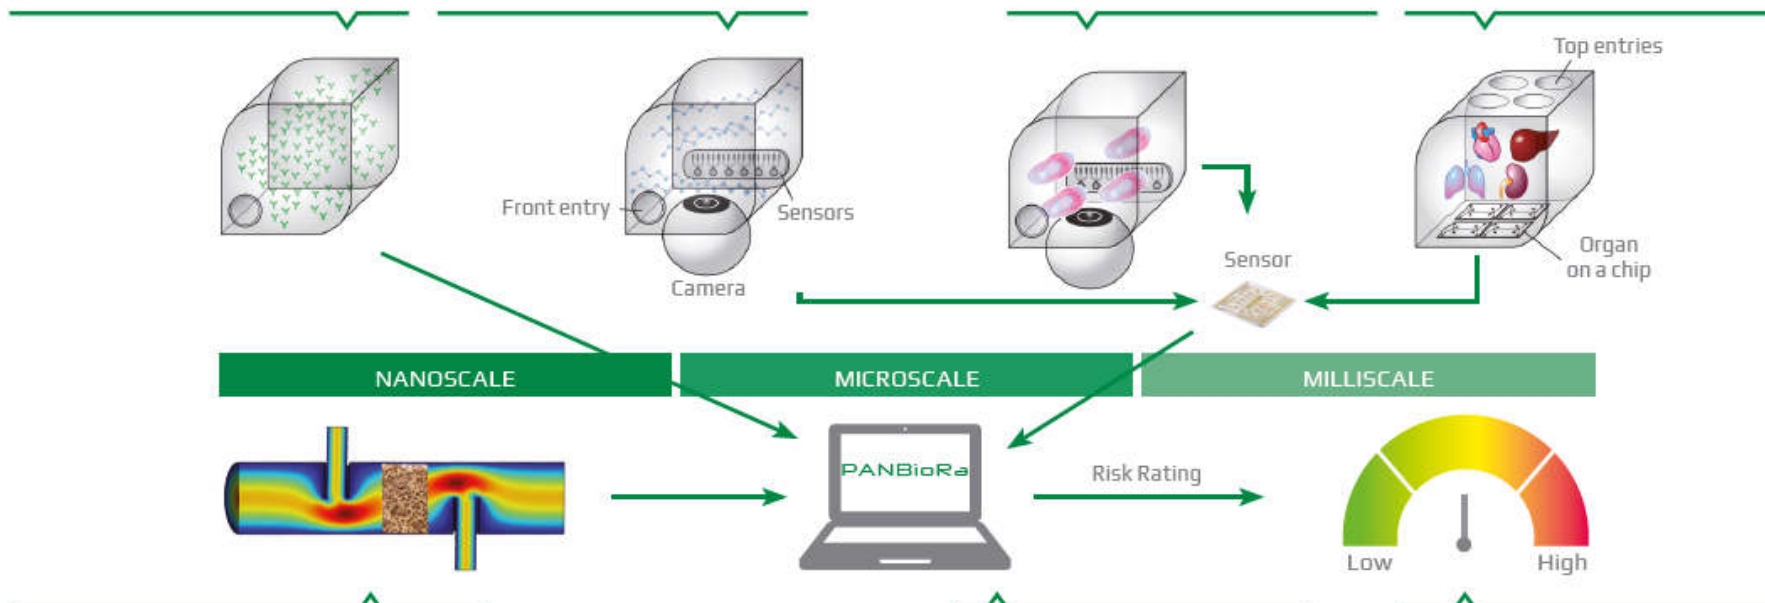 Top entries
Front entry
Sensors
Camera
Sensor
Organ
on a chip
NANOSCALE
MICROSCALE
MILLISCALE
PANBioRa
Risk Rating
Low
High